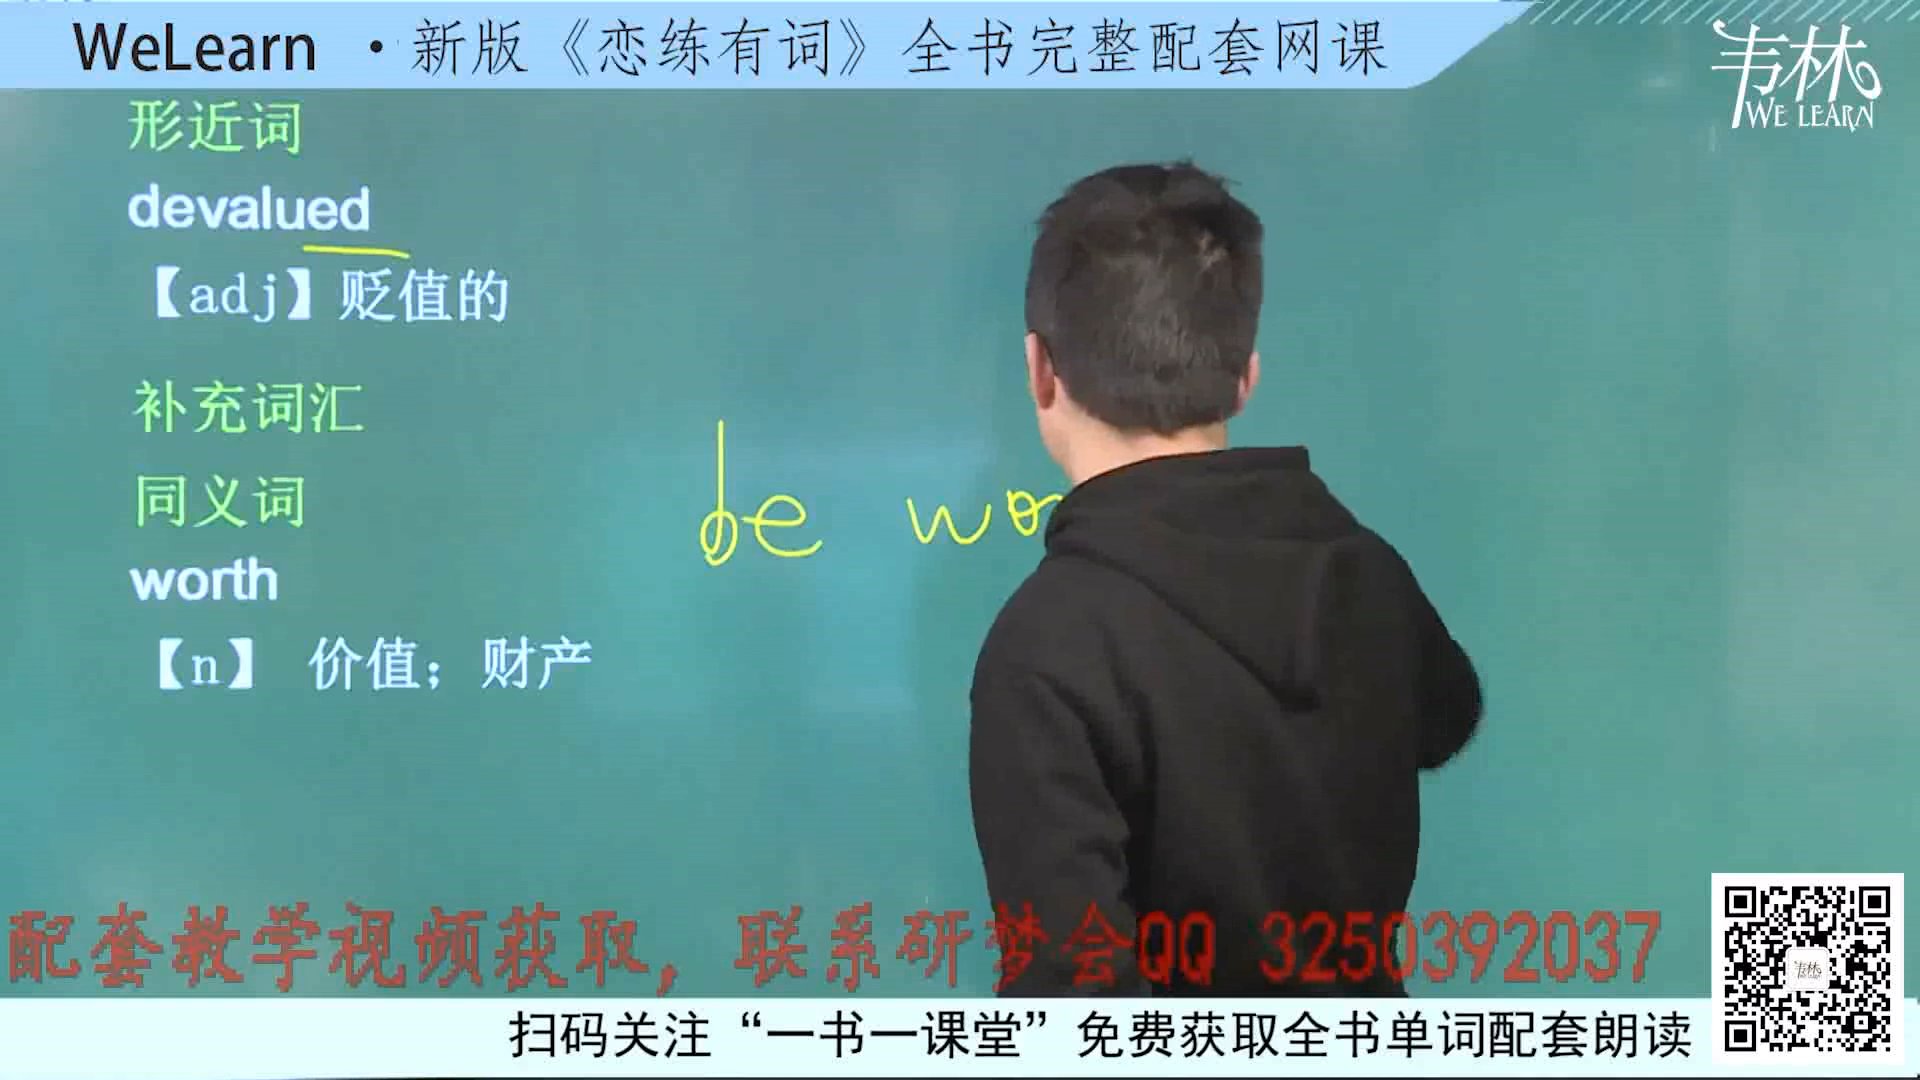 WeLearn ·新版《恋练有词》全书完整配套网课
韦林
WE LEARN
形近词
devalued
【adj】贬值的
补充词汇
同义词
worth
【n】 价值；财产
be wo
配套教学视频获取，联系研梦会QQ 3250392037
扫码关注“一书一课堂”免费获取全书单词配套朗读